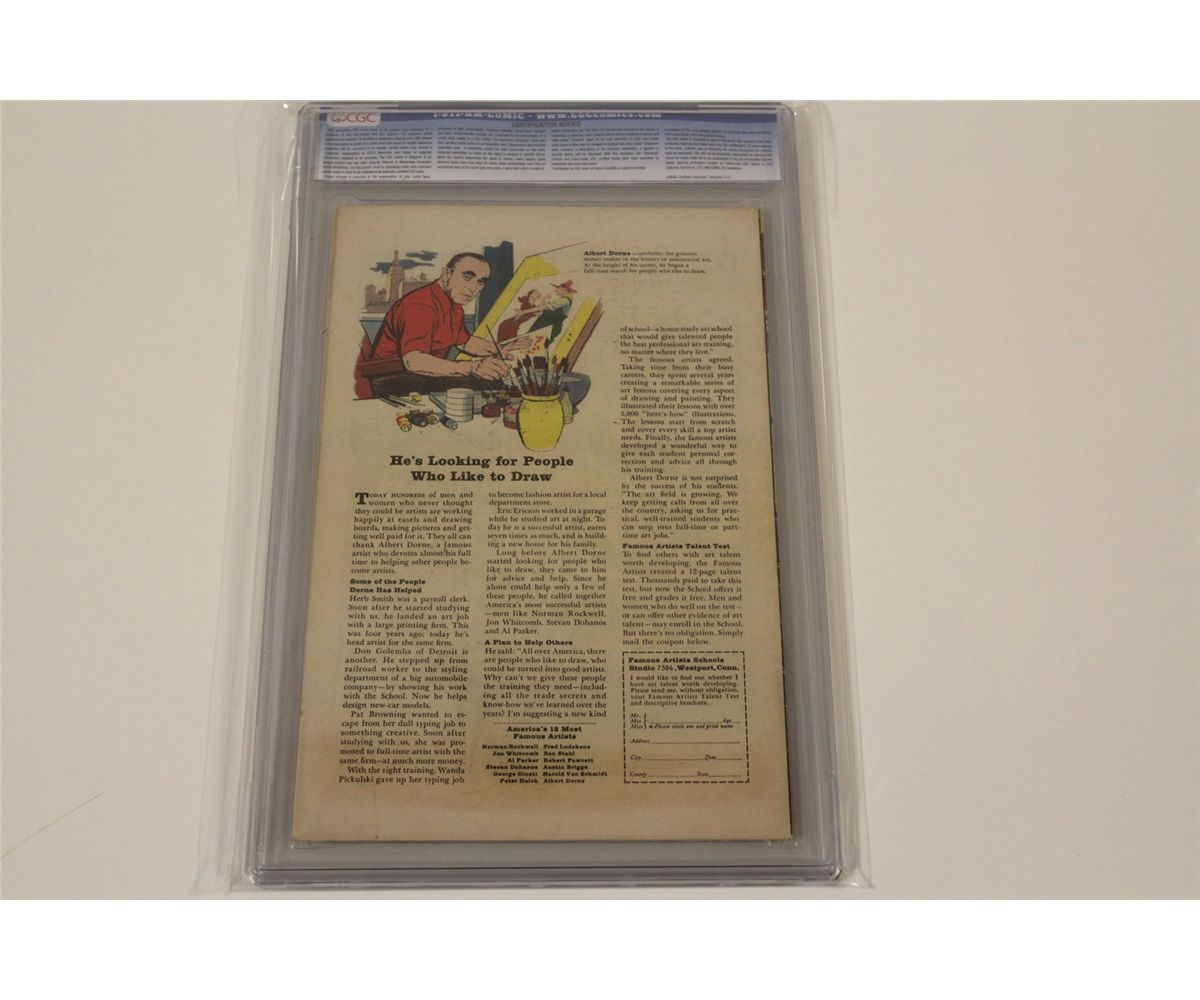 CGC
1-877-NM-COMIC • WWW.CGCCOMICS.COM
CERTIFICATION NOTICE
Albert Dorne — probably the greatest
money maker in the history of commercial art.
At the height of his career, he began a
full-time search for people who like to draw.
He's Looking for People
Who Like to Draw
TODAY HUNDREDS of men and
women who never thought
they could be artists are working
happily at easels and drawing
boards, making pictures and get-
ting well paid for it. They all can
thank Albert Dorne, a famous
artist who devotes almost his full
time to helping other people be-
come artists.
Some of the People
Dorne Has Helped
Herb Smith was a payroll clerk.
Soon after he started studying
with us, he landed an art job
with a large printing firm. This
was four years ago; today he's
head artist for the same firm.
Don Golemba of Detroit is
another. He stepped up from
railroad worker to the styling
department of a big automobile
company—by showing his work
with the School. Now he helps
design new-car models.
Pat Browning wanted to es-
cape from her dull typing job to
something creative. Soon after
studying with us, she was pro-
moted to full-time artist with the
same firm—at much more money.
With the right training, Wanda
Pickulski gave up her typing job
to become fashion artist for a local
department store.
Eric Ericson worked in a garage
while he studied art at night. To-
day he is a successful artist, earns
seven times as much, and is build-
ing a new home for his family.
Long before Albert Dorne
started looking for people who
like to draw, they came to him
for advice and help. Since he
alone could help only a few of
these people, he called together
America's most successful artists
—men like Norman Rockwell,
Jon Whitcomb, Stevan Dohanos
and Al Parker.
A Plan to Help Others
He said: "All over America, there
are people who like to draw, who
could be turned into good artists.
Why can't we give these people
the training they need—includ-
ing all the trade secrets and
know-how we've learned over the
years? I'm suggesting a new kind
America's 12 Most
Famous Artists
Norman Rockwell Fred Ludekens
Jon Whitcomb Ben Stahl
Al Parker Robert Fawcett
Stevan Dohanos Austin Briggs
George Giusti Harold Von Schmidt
Peter Helck Albert Dorne
of school—a home-study art school
that would give talented people
the best professional art training,
no matter where they live."
The famous artists agreed.
Taking time from their busy
careers, they spent several years
creating a remarkable series of
art lessons covering every aspect
of drawing and painting. They
illustrated their lessons with over
5,000 "here's-how" illustrations.
The lessons start from scratch
and cover every skill a top artist
needs. Finally, the famous artists
developed a wonderful way to
give each student personal cor-
rection and advice all through
his training.
Albert Dorne is not surprised
by the success of his students.
"The art field is growing. We
keep getting calls from all over
the country, asking us for prac-
tical, well-trained students who
can step into full-time or part-
time art jobs."
Famous Artists Talent Test
To find others with art talent
worth developing, the Famous
Artists created a 12-page talent
test. Thousands paid to take this
test, but now the School offers it
free and grades it free. Men and
women who do well on the test—
or can offer other evidence of art
talent—may enroll in the School.
But there's no obligation. Simply
mail the coupon below.
Famous Artists Schools
Studio 7384, Westport, Conn.
I would like to find out whether I
have art talent worth developing.
Please send me, without obligation,
your Famous Artists Talent Test
and descriptive brochure.
Mr.
Mrs. Age
Miss Please circle one and print name
Address
City Zone
County State